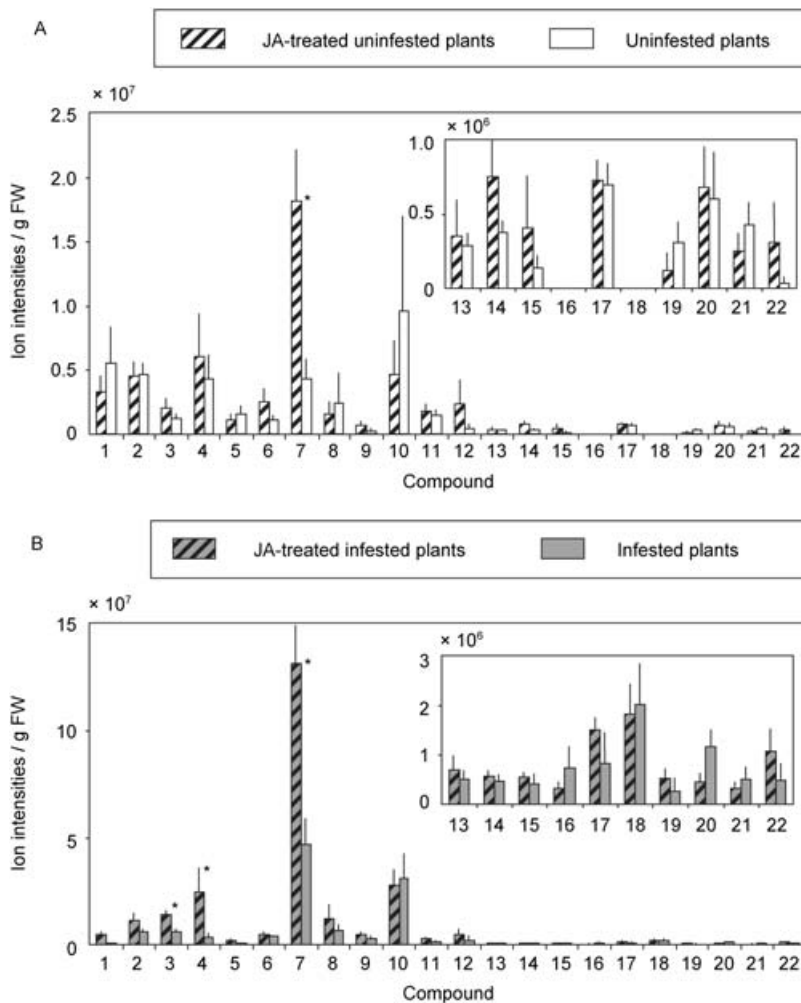 A
JA-treated uninfested plants Uninfested plants
× 10⁷
2.5
2.0
1.5
1.0
0.5
0
Ion intensities / g FW
*
× 10⁶
1.0
0.5
0
13 14 15 16 17 18 19 20 21 22
1 2 3 4 5 6 7 8 9 10 11 12 13 14 15 16 17 18 19 20 21 22
Compound
B
JA-treated infested plants Infested plants
× 10⁷
15
10
5
0
Ion intensities / g FW
* * *
× 10⁶
3
2
1
0
13 14 15 16 17 18 19 20 21 22
1 2 3 4 5 6 7 8 9 10 11 12 13 14 15 16 17 18 19 20 21 22
Compound